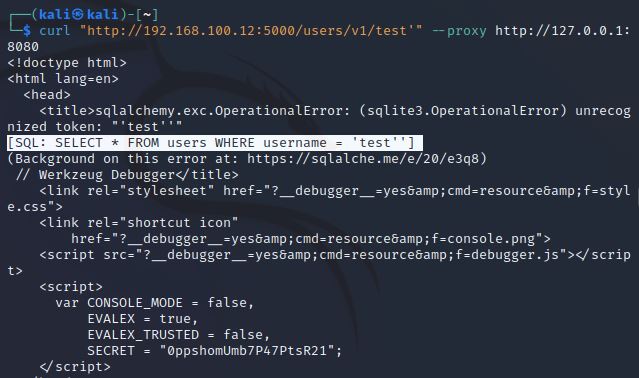 ┌──(kali㉿kali)-[~]
└─$ curl "http://192.168.100.12:5000/users/v1/test'" --proxy http://127.0.0.1:
8080
<!doctype html>
<html lang=en>
  <head>
    <title>sqlalchemy.exc.OperationalError: (sqlite3.OperationalError) unrecog
nized token: "'test''"
[SQL: SELECT * FROM users WHERE username = 'test'']
(Background on this error at: https://sqlalche.me/e/20/e3q8)
 // Werkzeug Debugger</title>
    <link rel="stylesheet" href="?__debugger__=yes&amp;cmd=resource&amp;f=styl
e.css">
    <link rel="shortcut icon"
        href="?__debugger__=yes&amp;cmd=resource&amp;f=console.png">
    <script src="?__debugger__=yes&amp;cmd=resource&amp;f=debugger.js"></scrip
t>
    <script>
      var CONSOLE_MODE = false,
          EVALEX = true,
          EVALEX_TRUSTED = false,
          SECRET = "0ppshomUmb7P47PtsR21";
    </script>